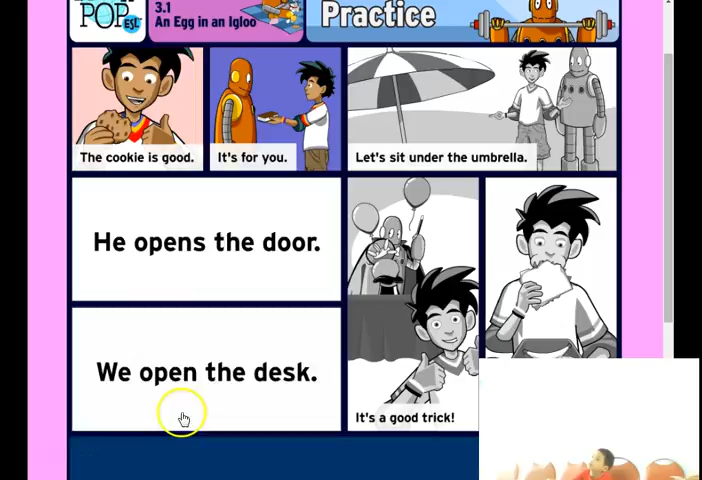 POP ESL
3.1
An Egg in an Igloo
Practice
The cookie is good.
It's for you.
Let's sit under the umbrella.
He opens the door.
We open the desk.
It's a good trick!